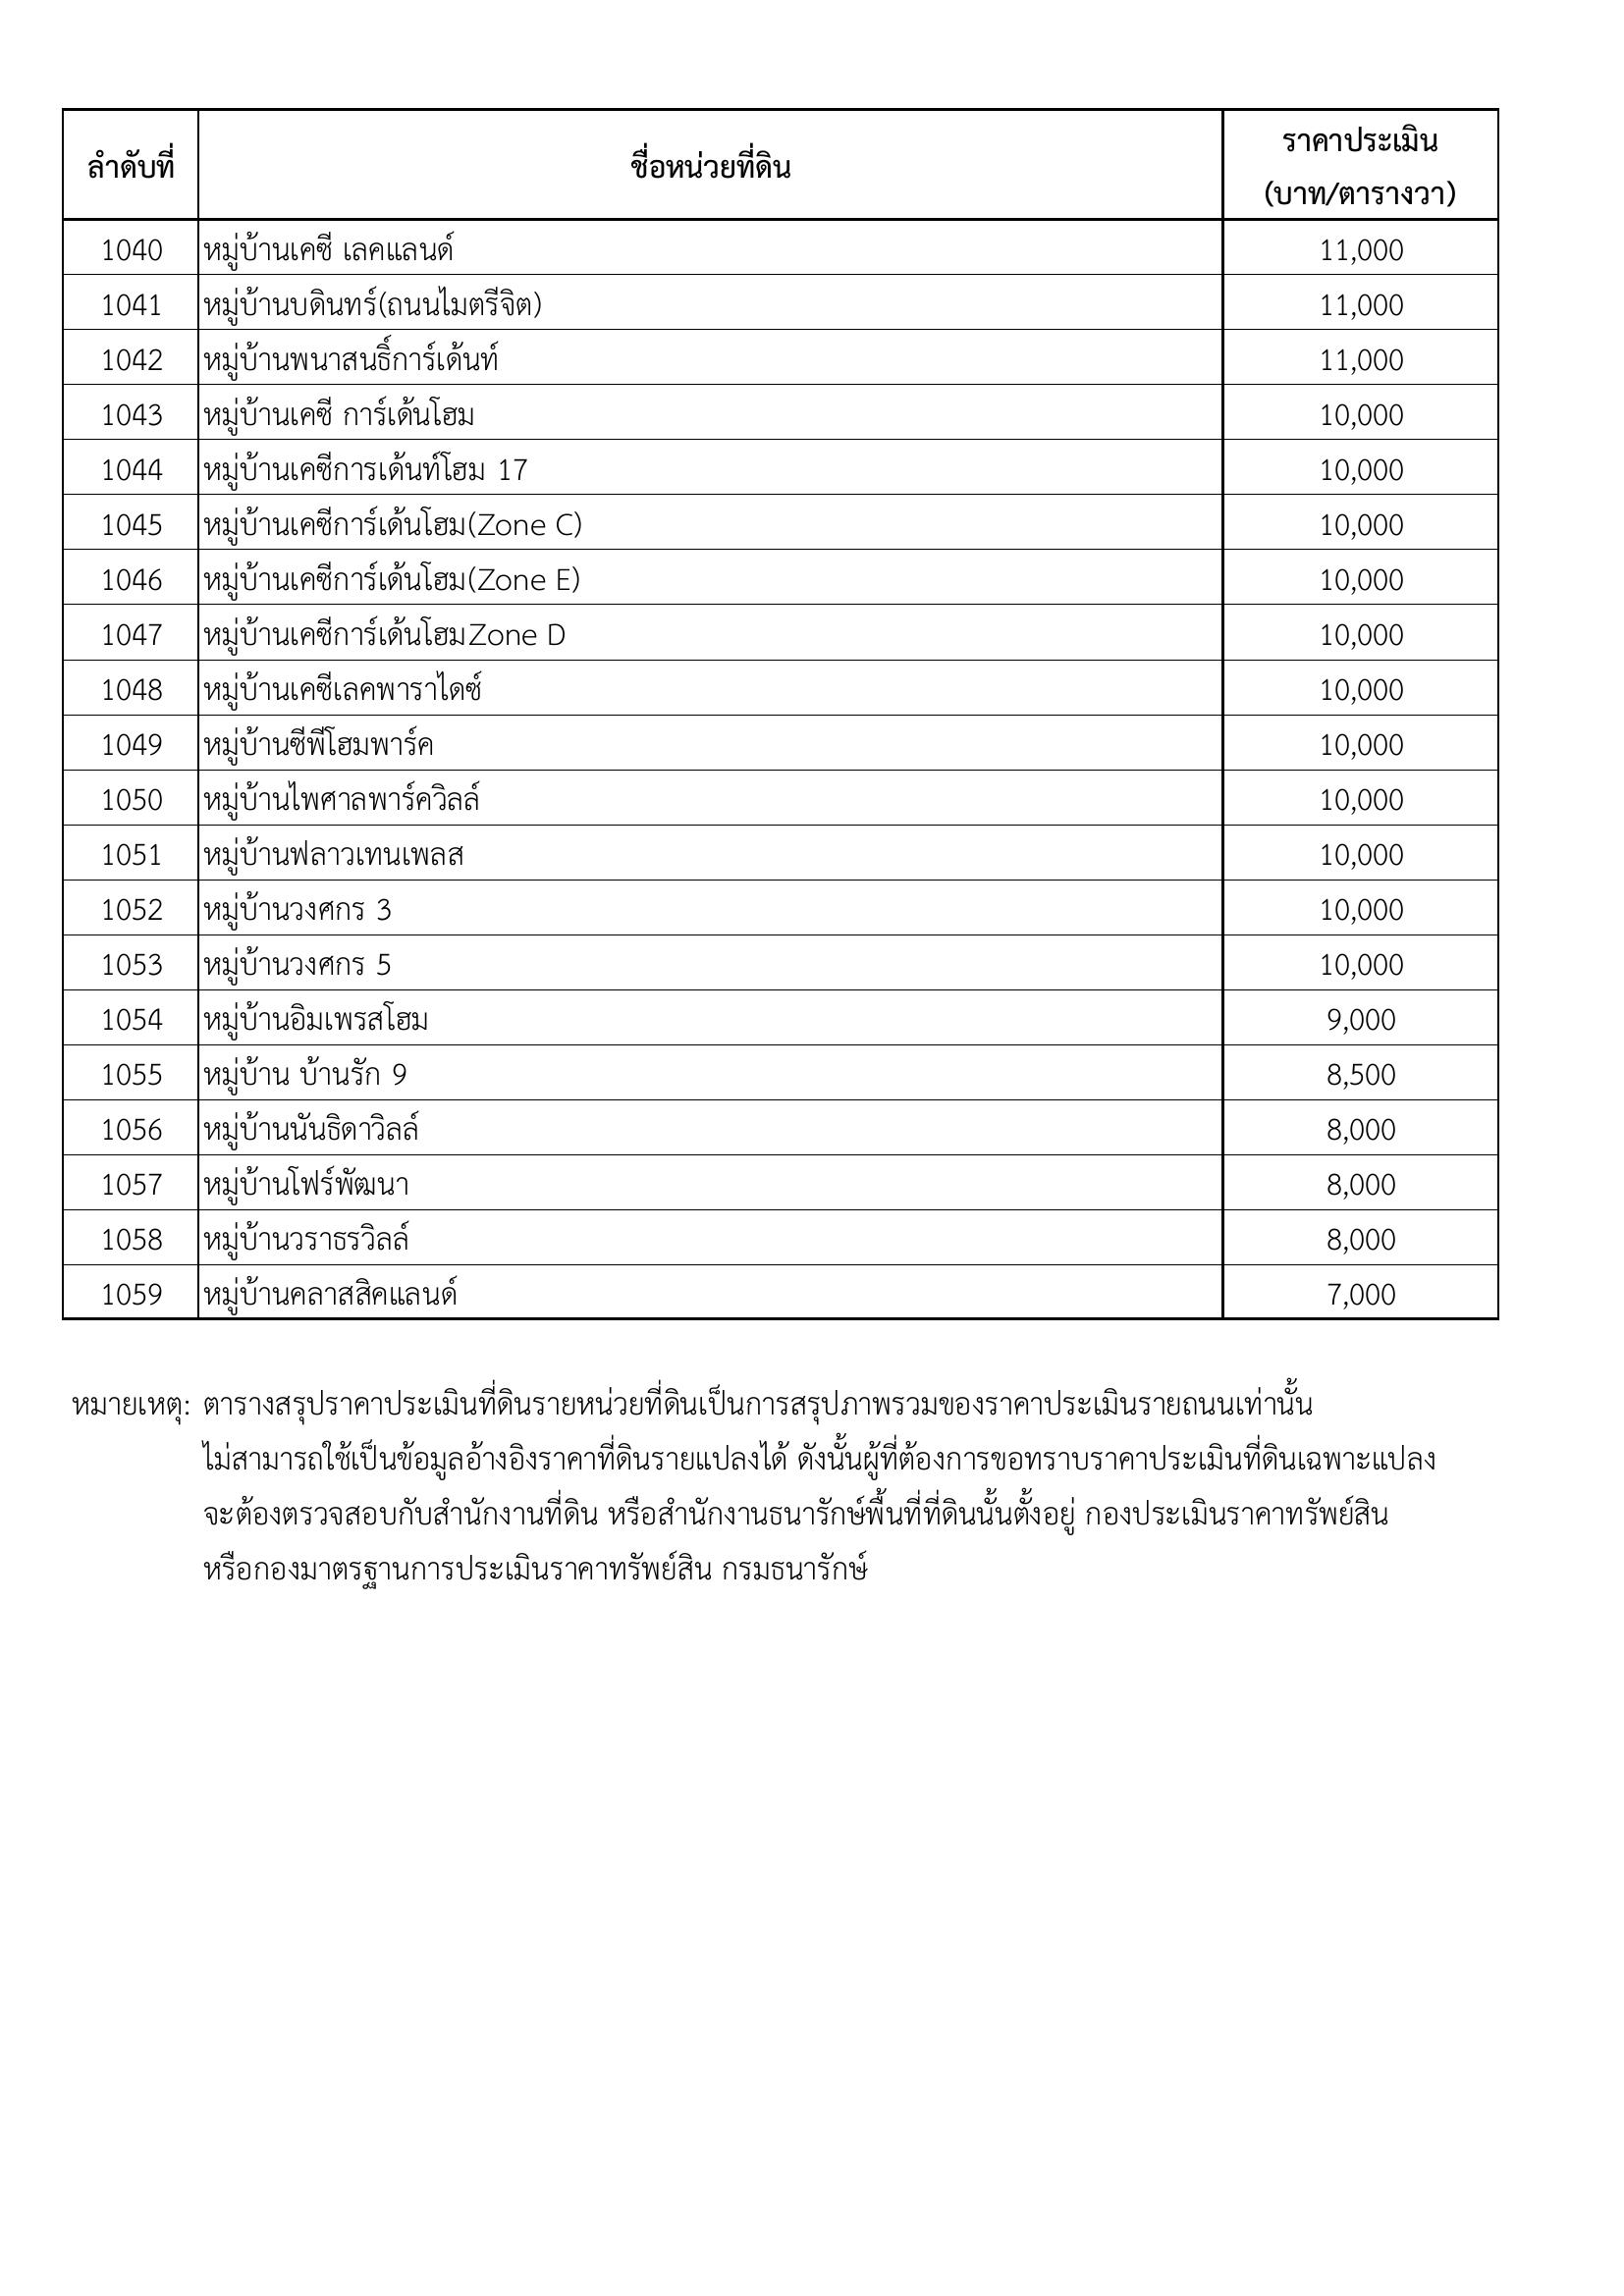 ลำดับที่ ชื่อหน่วยที่ดิน ราคาประเมิน
(บาท/ตารางวา)
1040 หมู่บ้านเคซี เลคแลนด์ 11,000
1041 หมู่บ้านบดินทร์(ถนนไมตรีจิต) 11,000
1042 หมู่บ้านพนาสนธิ์การ์เด้นท์ 11,000
1043 หมู่บ้านเคซี การ์เด้นโฮม 10,000
1044 หมู่บ้านเคซีการเด้นท์โฮม 17 10,000
1045 หมู่บ้านเคซีการ์เด้นโฮม(Zone C) 10,000
1046 หมู่บ้านเคซีการ์เด้นโฮม(Zone E) 10,000
1047 หมู่บ้านเคซีการ์เด้นโฮมZone D 10,000
1048 หมู่บ้านเคซีเลคพาราไดซ์ 10,000
1049 หมู่บ้านซีพีโฮมพาร์ค 10,000
1050 หมู่บ้านไพศาลพาร์ควิลล์ 10,000
1051 หมู่บ้านฟลาวเทนเพลส 10,000
1052 หมู่บ้านวงศกร 3 10,000
1053 หมู่บ้านวงศกร 5 10,000
1054 หมู่บ้านอิมเพรสโฮม 9,000
1055 หมู่บ้าน บ้านรัก 9 8,500
1056 หมู่บ้านนันธิดาวิลล์ 8,000
1057 หมู่บ้านโฟร์พัฒนา 8,000
1058 หมู่บ้านวราธรวิลล์ 8,000
1059 หมู่บ้านคลาสสิคแลนด์ 7,000
หมายเหตุ: ตารางสรุปราคาประเมินที่ดินรายหน่วยที่ดินเป็นการสรุปภาพรวมของราคาประเมินรายถนนเท่านั้น
ไม่สามารถใช้เป็นข้อมูลอ้างอิงราคาที่ดินรายแปลงได้ ดังนั้นผู้ที่ต้องการขอทราบราคาประเมินที่ดินเฉพาะแปลง
จะต้องตรวจสอบกับสำนักงานที่ดิน หรือสำนักงานธนารักษ์พื้นที่ที่ดินนั้นตั้งอยู่ กองประเมินราคาทรัพย์สิน
หรือกองมาตรฐานการประเมินราคาทรัพย์สิน กรมธนารักษ์